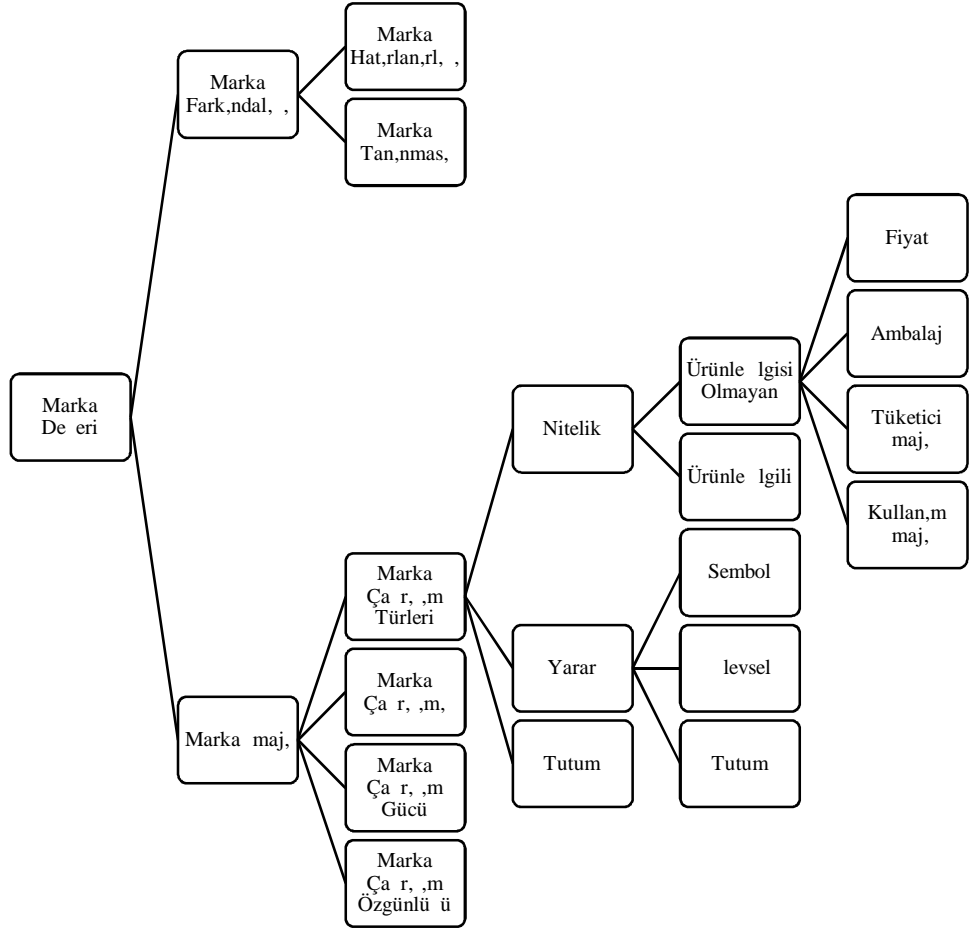 Marka
Hat,rlan,rl, ,
Marka
Fark,ndal, ,
Marka
Tan,nmas,
Fiyat
Ambalaj
Ürünle lgisi
Olmayan
Marka
De eri
Nitelik
Tüketici
maj,
Ürünle lgili
Kullan,m
maj,
Marka
Ça r, ,m
Türleri
Sembol
Marka
Ça r, ,m,
Yarar
levsel
Marka maj,
Marka
Ça r, ,m
Gücü
Tutum
Tutum
Marka
Ça r, ,m
Özgünlü ü